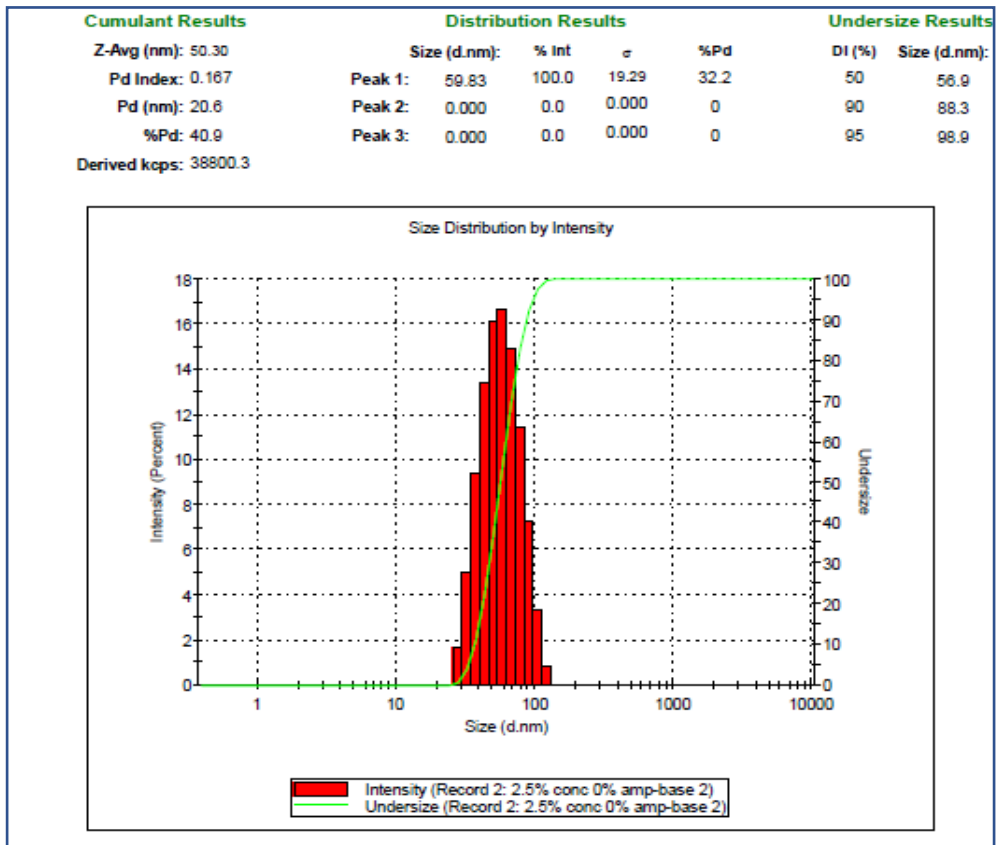 Cumulant Results Distribution Results Undersize Results
Z-Avg (nm): 50.30 Size (d.nm): % Int σ %Pd DI (%) Size (d.nm):
Pd Index: 0.167 Peak 1: 59.83 100.0 19.29 32.2 50 56.9
Pd (nm): 20.6 Peak 2: 0.000 0.0 0.000 0 90 88.3
%Pd: 40.9 Peak 3: 0.000 0.0 0.000 0 95 98.9
Derived kcps: 38800.3
Size Distribution by Intensity
18 100
90
16
80
14
70
12
60
10
50
8
40
6
30
4
20
2
10
0 0
1 10 100 1000 10000
Intensity (Percent)
Undersize
Size (d.nm)
Intensity (Record 2: 2.5% conc 0% amp-base 2)
Undersize (Record 2: 2.5% conc 0% amp-base 2)